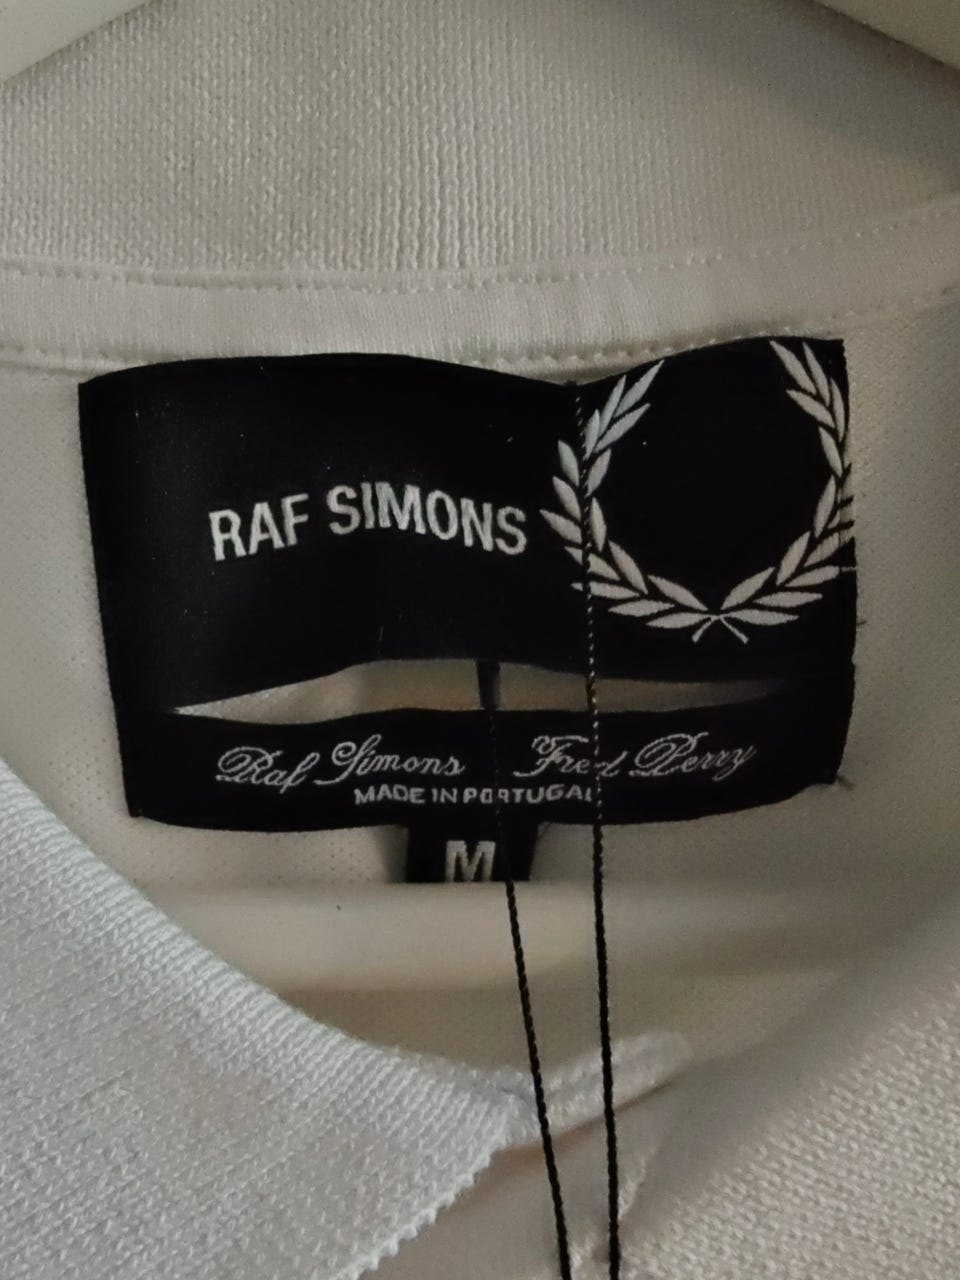 RAF SIMONS
Raf Simons Fred Perry
MADE IN PORTUGAL
M